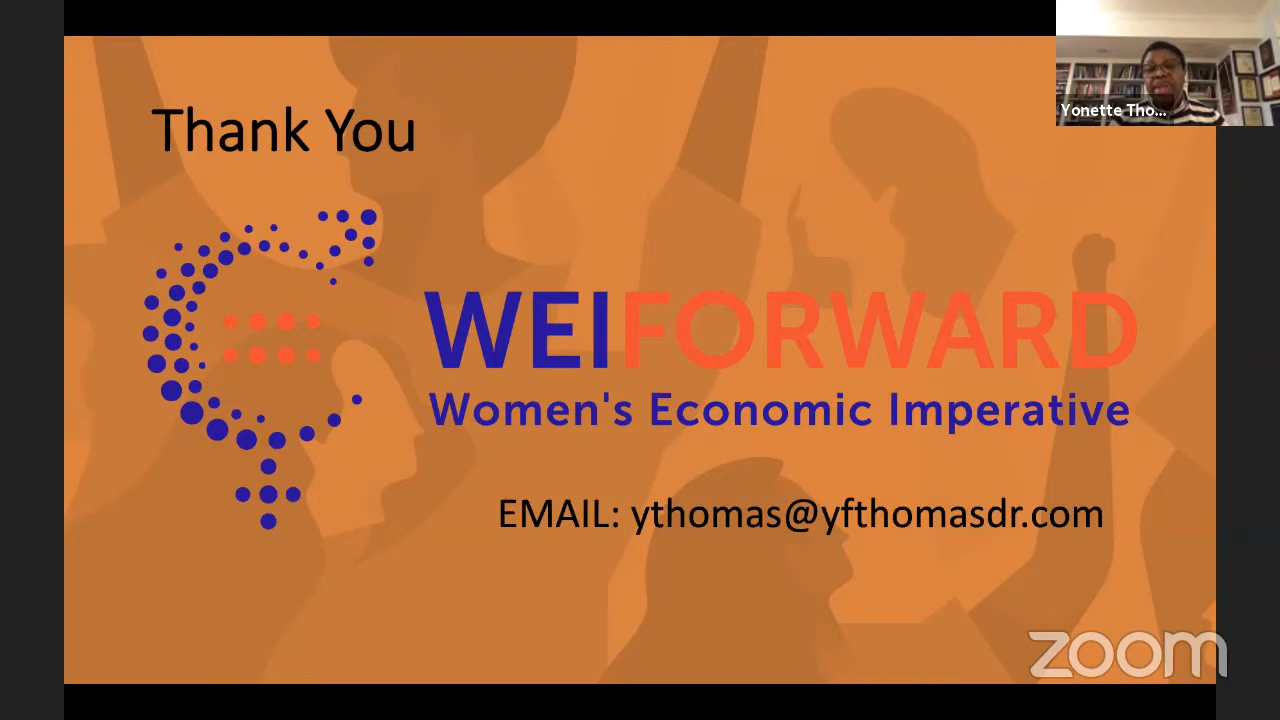 Thank You
Yonette Tho...
WEIFORWARD
Women's Economic Imperative
EMAIL: ythomas@yfthomasdr.com
zoom